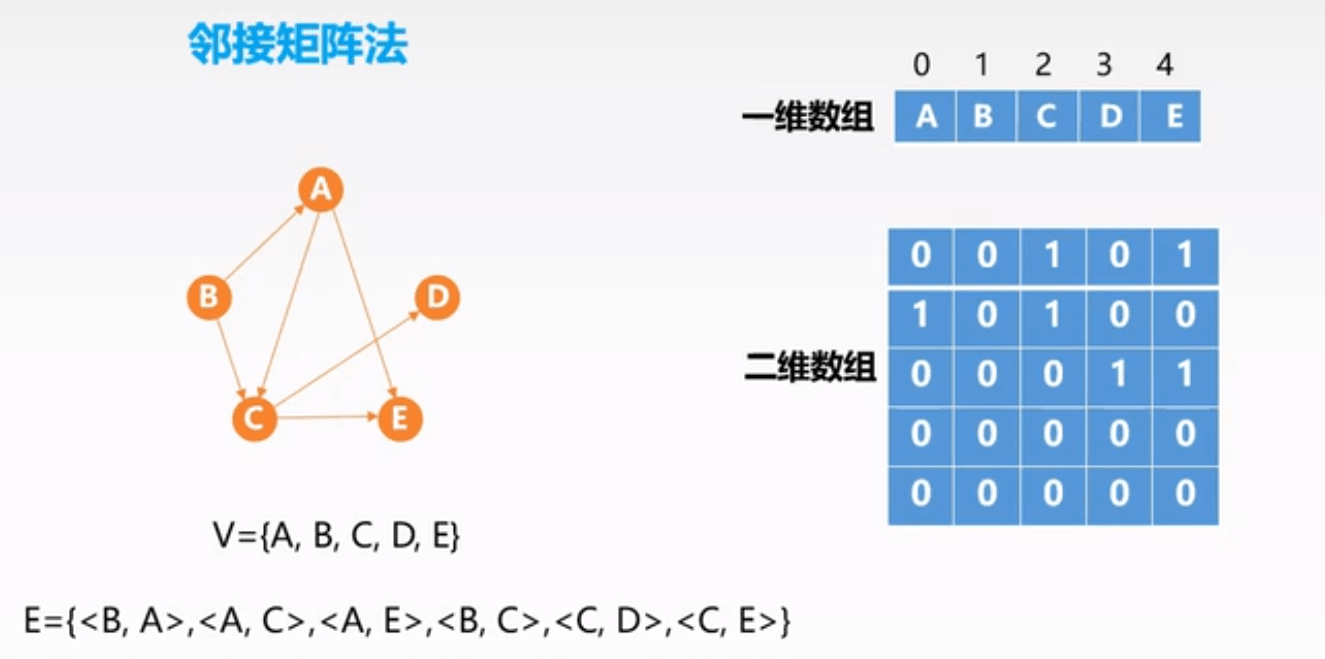 邻接矩阵法
0 1 2 3 4
一维数组 A B C D E
A
B D
C E
二维数组
0 0 1 0 1
1 0 1 0 0
0 0 0 1 1
0 0 0 0 0
0 0 0 0 0
V={A, B, C, D, E}
E={<B, A>,<A, C>,<A, E>,<B, C>,<C, D>,<C, E>}